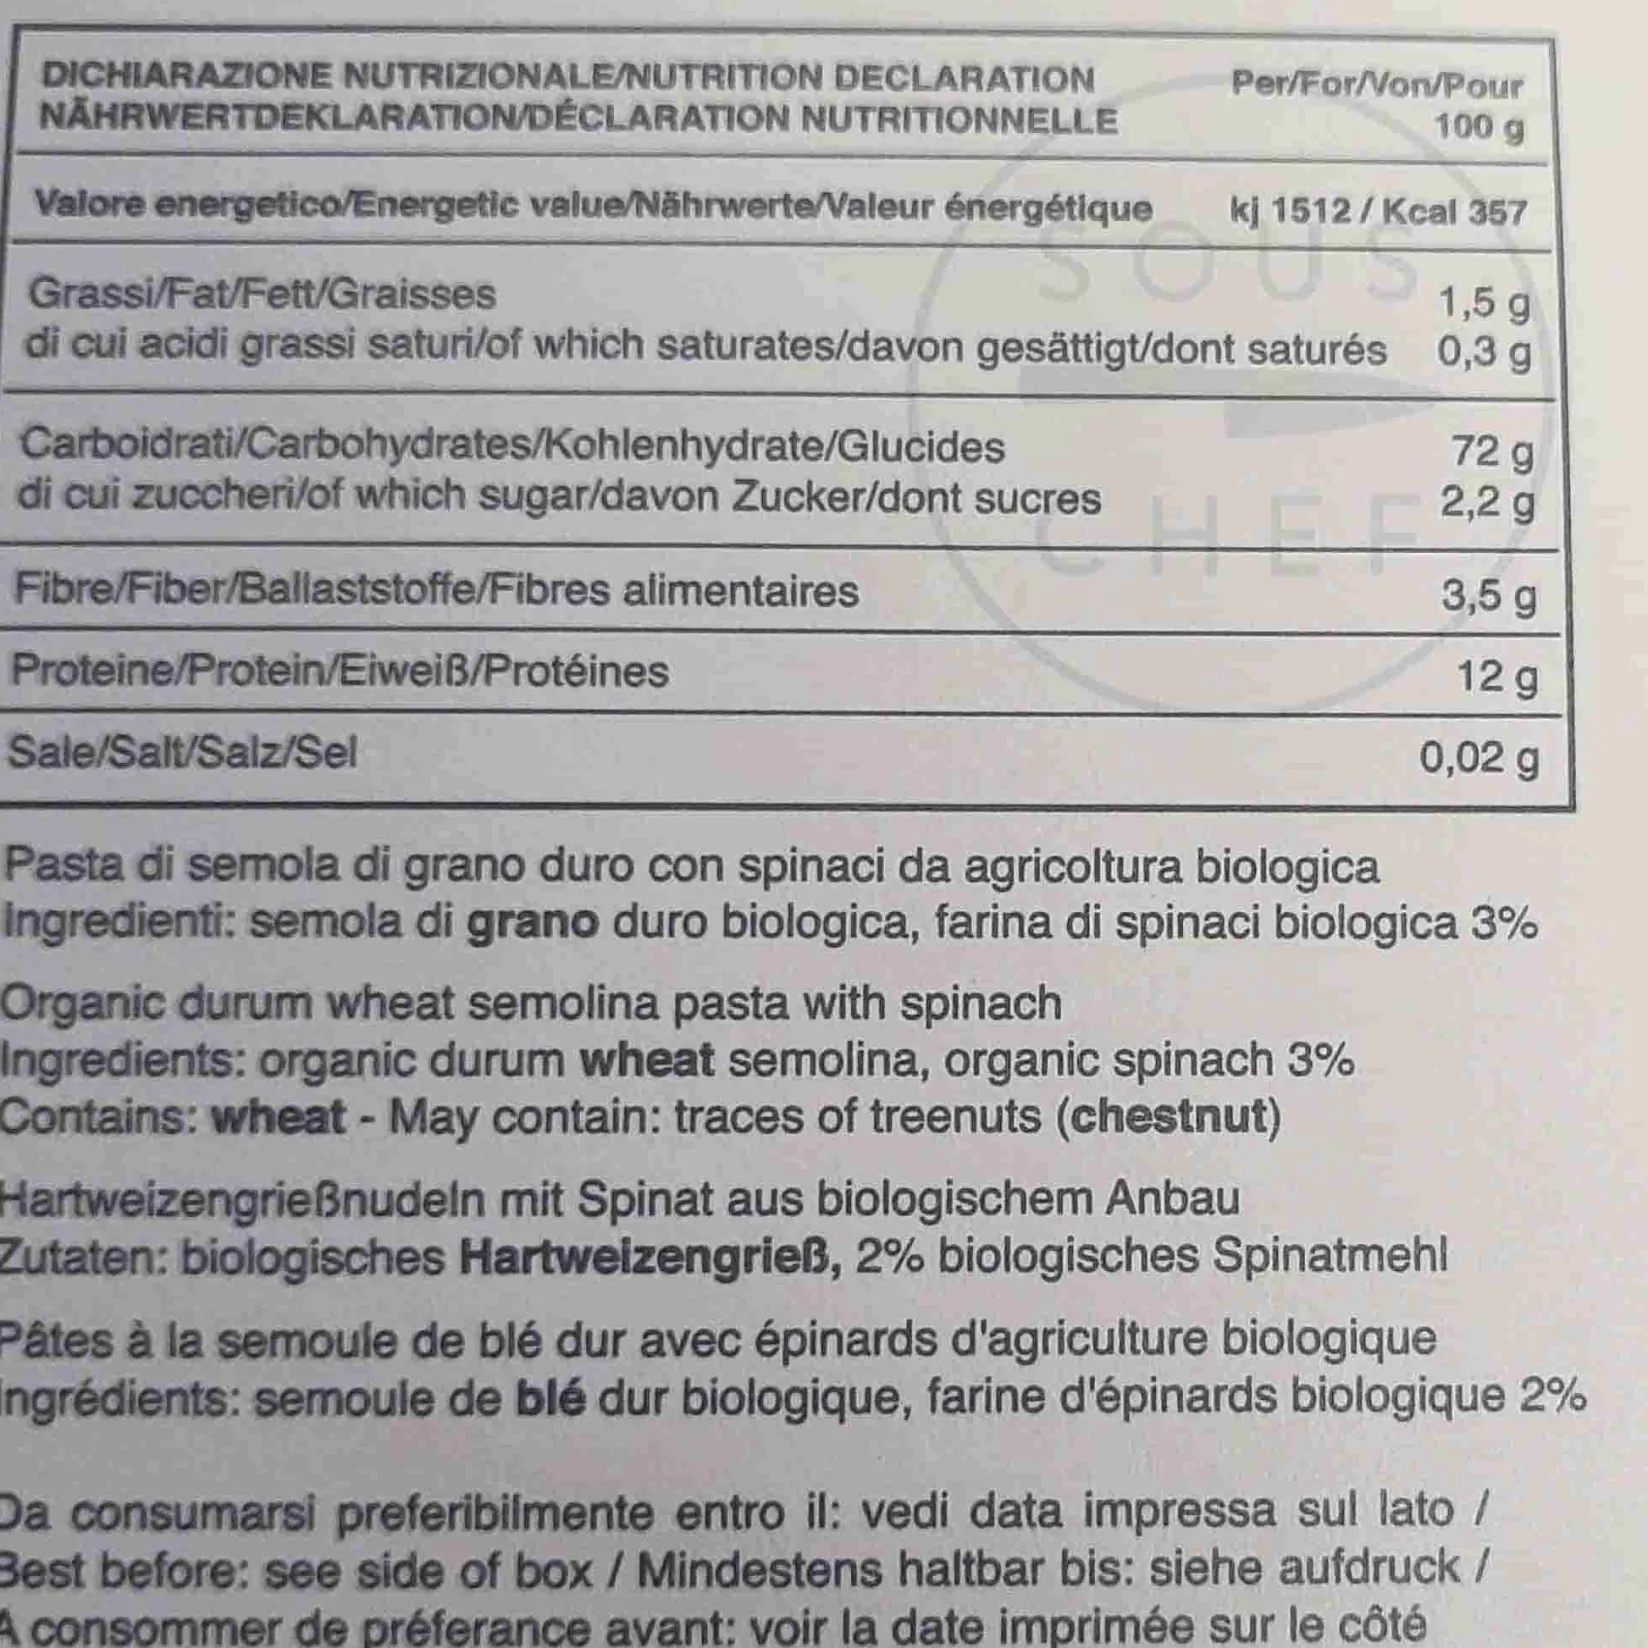 DICHIARAZIONE NUTRIZIONALE/NUTRITION DECLARATION Per/For/Von/Pour
NÄHRWERTDEKLARATION/DÉCLARATION NUTRITIONNELLE 100 g
Valore energetico/Energetic value/Nährwerte/Valeur énergétique kj 1512 / Kcal 357
Grassi/Fat/Fett/Graisses 1,5 g
di cui acidi grassi saturi/of which saturates/davon gesättigt/dont saturés 0,3 g
Carboidrati/Carbohydrates/Kohlenhydrate/Glucides 72 g
di cui zuccheri/of which sugar/davon Zucker/dont sucres 2,2 g
Fibre/Fiber/Ballaststoffe/Fibres alimentaires 3,5 g
Proteine/Protein/Eiweiß/Protéines 12 g
Sale/Salt/Salz/Sel 0,02 g
SOUS
CHEF
Pasta di semola di grano duro con spinaci da agricoltura biologica
Ingredienti: semola di grano duro biologica, farina di spinaci biologica 3%
Organic durum wheat semolina pasta with spinach
Ingredients: organic durum wheat semolina, organic spinach 3%
Contains: wheat - May contain: traces of treenuts (chestnut)
Hartweizengrießnudeln mit Spinat aus biologischem Anbau
Zutaten: biologisches Hartweizengrieß, 2% biologisches Spinatmehl
Pâtes à la semoule de blé dur avec épinards d'agriculture biologique
Ingrédients: semoule de blé dur biologique, farine d'épinards biologique 2%
Da consumarsi preferibilmente entro il: vedi data impressa sul lato /
Best before: see side of box / Mindestens haltbar bis: siehe aufdruck /
A consommer de préferance avant: voir la date imprimée sur le côté